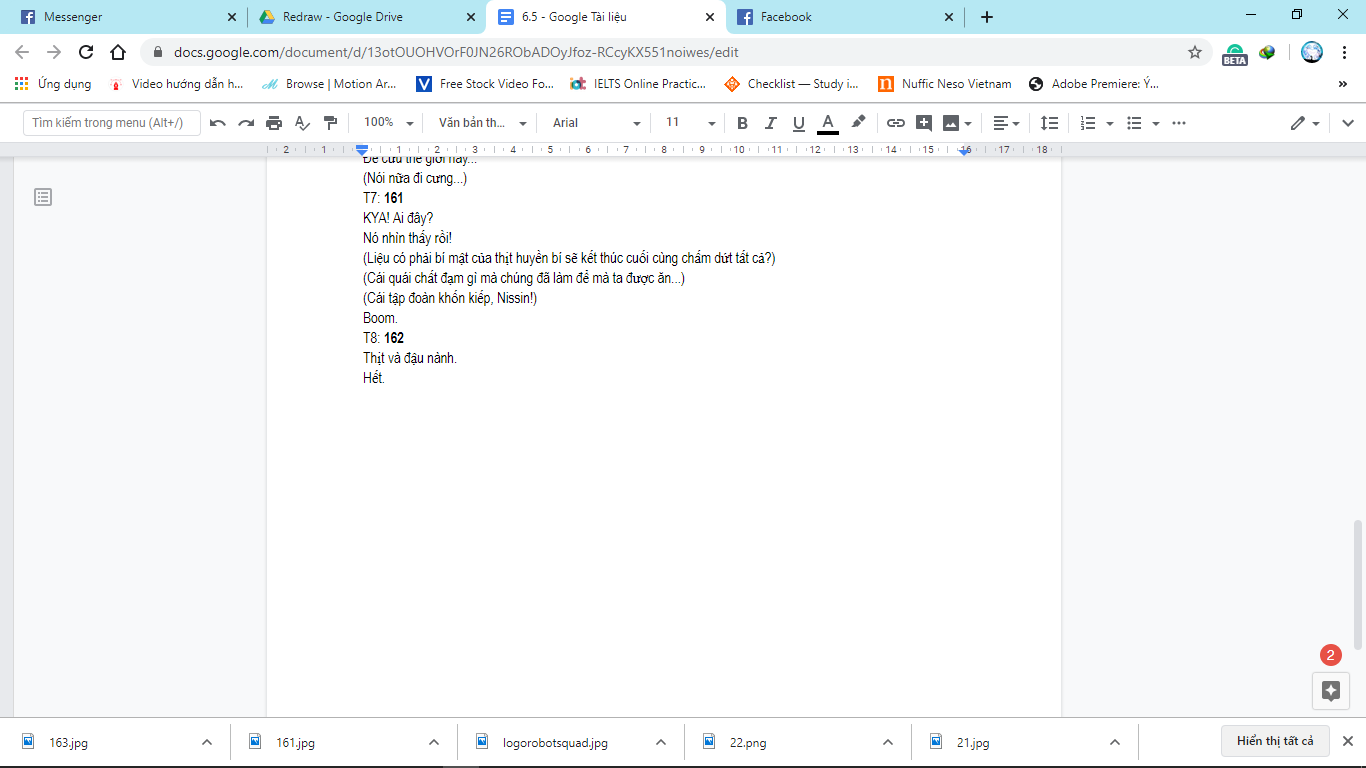 Messenger
Redraw - Google Drive
6.5 - Google Tài liệu
Facebook
docs.google.com/document/d/13otOUOHVOrF0JN26RObADOyJfoz-RCcyKX551noiwes/edit
BETA
Ứng dụng
Video hướng dẫn h...
Browse | Motion Ar...
Free Stock Video Fo...
IELTS Online Practic...
Checklist — Study i...
Nuffic Neso Vietnam
Adobe Premiere: Ý...
»
Tìm kiếm trong menu (Alt+/)
100%
Văn bản th...
Arial
11
B I U A
2 1 1 2 3 4 5 6 7 8 9 10 11 12 13 14 15 16 17 18
Để cứu thế giới này...
(Nói nữa đi cưng...)
T7: 161
KYA! Ai đây?
Nó nhìn thấy rồi!
(Liệu có phải bí mật của thịt huyền bí sẽ kết thúc cuối cùng chấm dứt tất cả?)
(Cái quái chất đạm gì mà chúng đã làm để mà ta được ăn...)
(Cái tập đoàn khốn kiếp, Nissin!)
Boom.
T8: 162
Thịt và đậu nành.
Hết.
2
163.jpg
161.jpg
logorobotsquad.jpg
22.png
21.jpg
Hiển thị tất cả